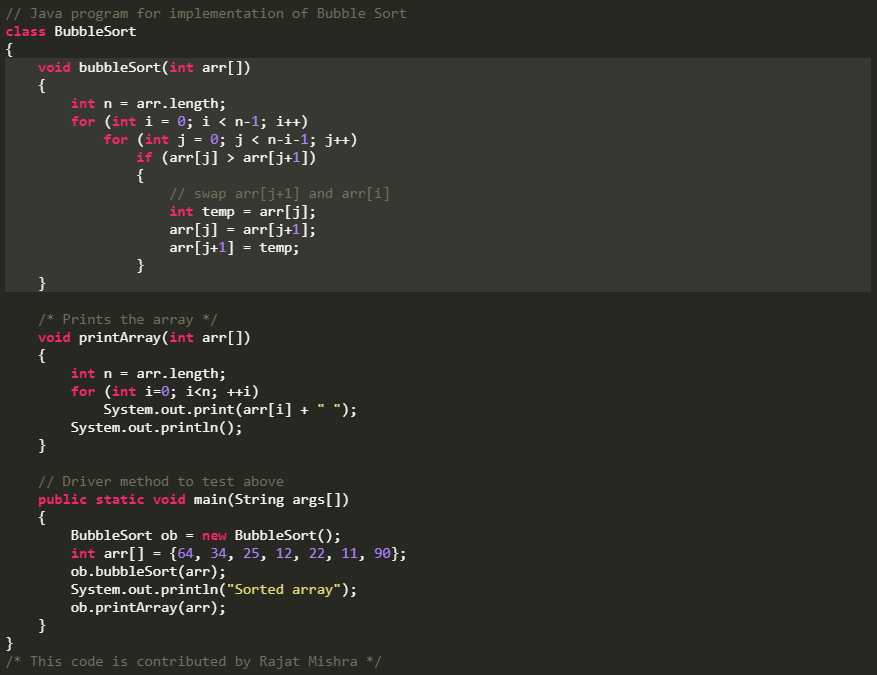 // Java program for implementation of Bubble Sort
class BubbleSort
{
    void bubbleSort(int arr[])
    {
        int n = arr.length;
        for (int i = 0; i < n-1; i++)
            for (int j = 0; j < n-i-1; j++)
                if (arr[j] > arr[j+1])
                {
                    // swap arr[j+1] and arr[i]
                    int temp = arr[j];
                    arr[j] = arr[j+1];
                    arr[j+1] = temp;
                }
    }

    /* Prints the array */
    void printArray(int arr[])
    {
        int n = arr.length;
        for (int i=0; i<n; ++i)
            System.out.print(arr[i] + " ");
        System.out.println();
    }

    // Driver method to test above
    public static void main(String args[])
    {
        BubbleSort ob = new BubbleSort();
        int arr[] = {64, 34, 25, 12, 22, 11, 90};
        ob.bubbleSort(arr);
        System.out.println("Sorted array");
        ob.printArray(arr);
    }
}
/* This code is contributed by Rajat Mishra */